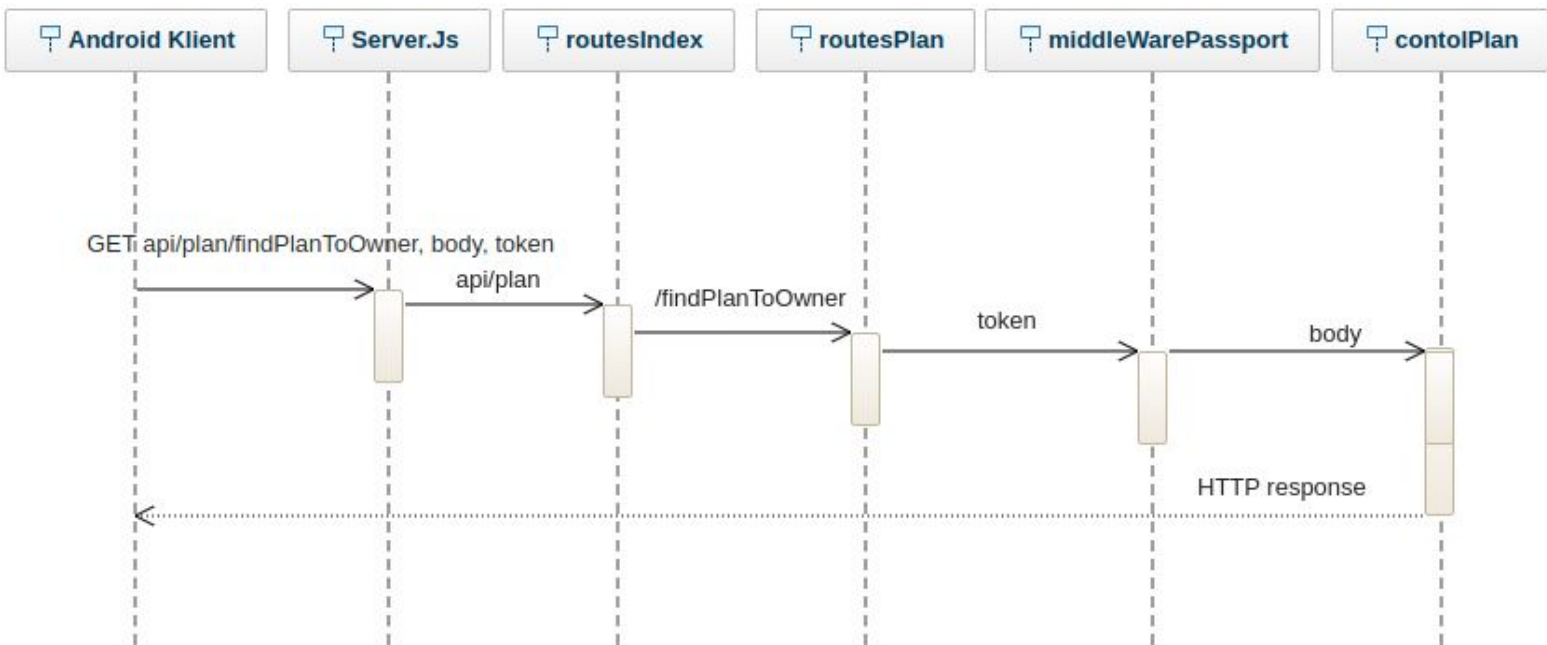 Android Klient
Server.Js
routesIndex
routesPlan
middleWarePassport
contolPlan
GET api/plan/findPlanToOwner, body, token
api/plan
/findPlanToOwner
token
body
HTTP response